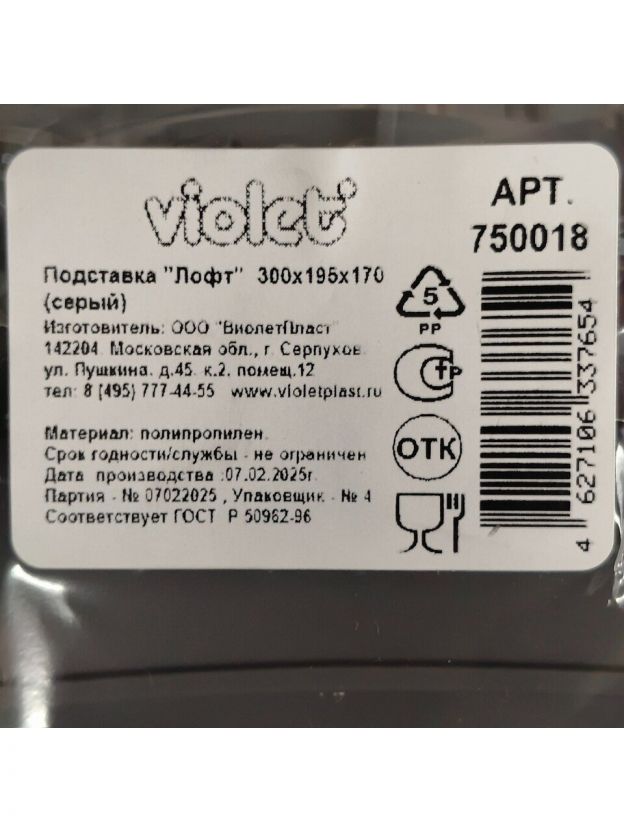 violet
АРТ.
750018
Подставка "Лофт" 300х195х170
(серый)
Изготовитель: ООО "ВиолетПласт"
142204. Московская обл., г. Серпухов.
ул. Пушкина. д.45. к.2. помещ.12
тел: 8 (495) 777-44-55 www.violetplast.ru
Материал: полипропилен.
Срок годности/службы - не ограничен
Дата производства :07.02.2025г.
Партия - № 07022025 , Упаковщик - № 4
Соответствует ГОСТ Р 50962-96
5
PP
ОТК
4 627106 337654